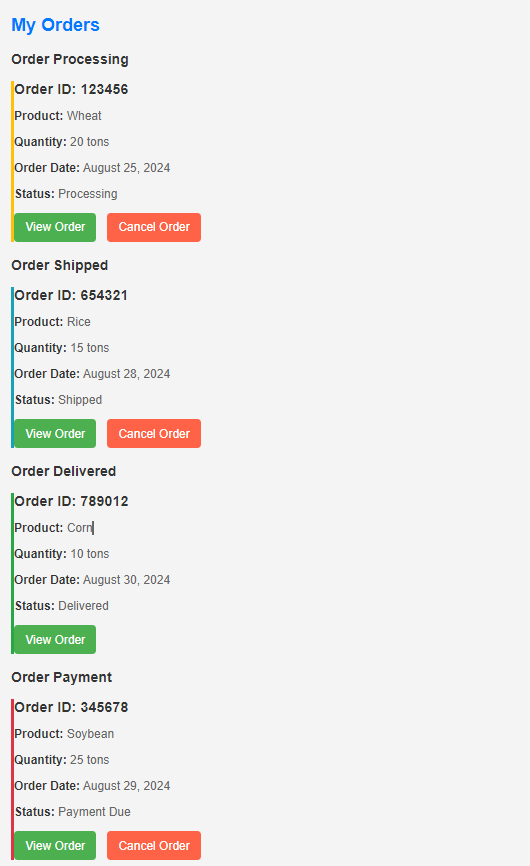 My Orders
Order Processing
Order ID: 123456
Product: Wheat
Quantity: 20 tons
Order Date: August 25, 2024
Status: Processing
View Order Cancel Order
Order Shipped
Order ID: 654321
Product: Rice
Quantity: 15 tons
Order Date: August 28, 2024
Status: Shipped
View Order Cancel Order
Order Delivered
Order ID: 789012
Product: Corn
Quantity: 10 tons
Order Date: August 30, 2024
Status: Delivered
View Order
Order Payment
Order ID: 345678
Product: Soybean
Quantity: 25 tons
Order Date: August 29, 2024
Status: Payment Due
View Order Cancel Order